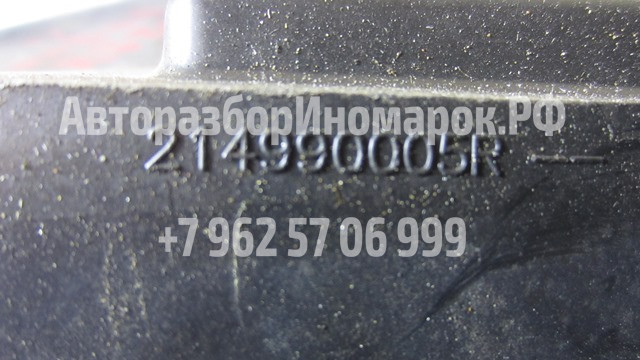 АвторазборИномарок.РФ
214990005R —
+7 962 57 06 999